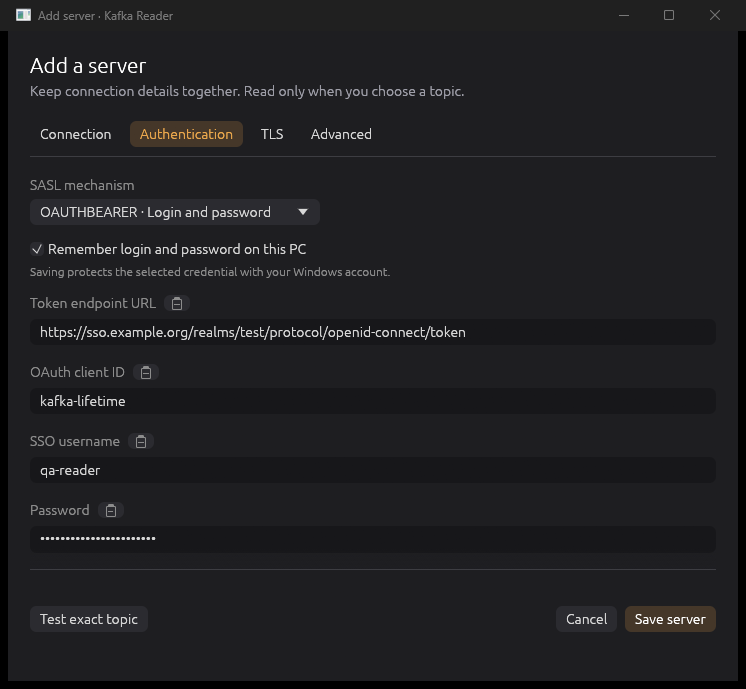 Add server · Kafka Reader
Add a server
Keep connection details together. Read only when you choose a topic.
Connection Authentication TLS Advanced
SASL mechanism
OAUTHBEARER · Login and password
Remember login and password on this PC
Saving protects the selected credential with your Windows account.
Token endpoint URL
https://sso.example.org/realms/test/protocol/openid-connect/token
OAuth client ID
kafka-lifetime
SSO username
qa-reader
Password
•••••••••••••••••••••••
Test exact topic Cancel Save server